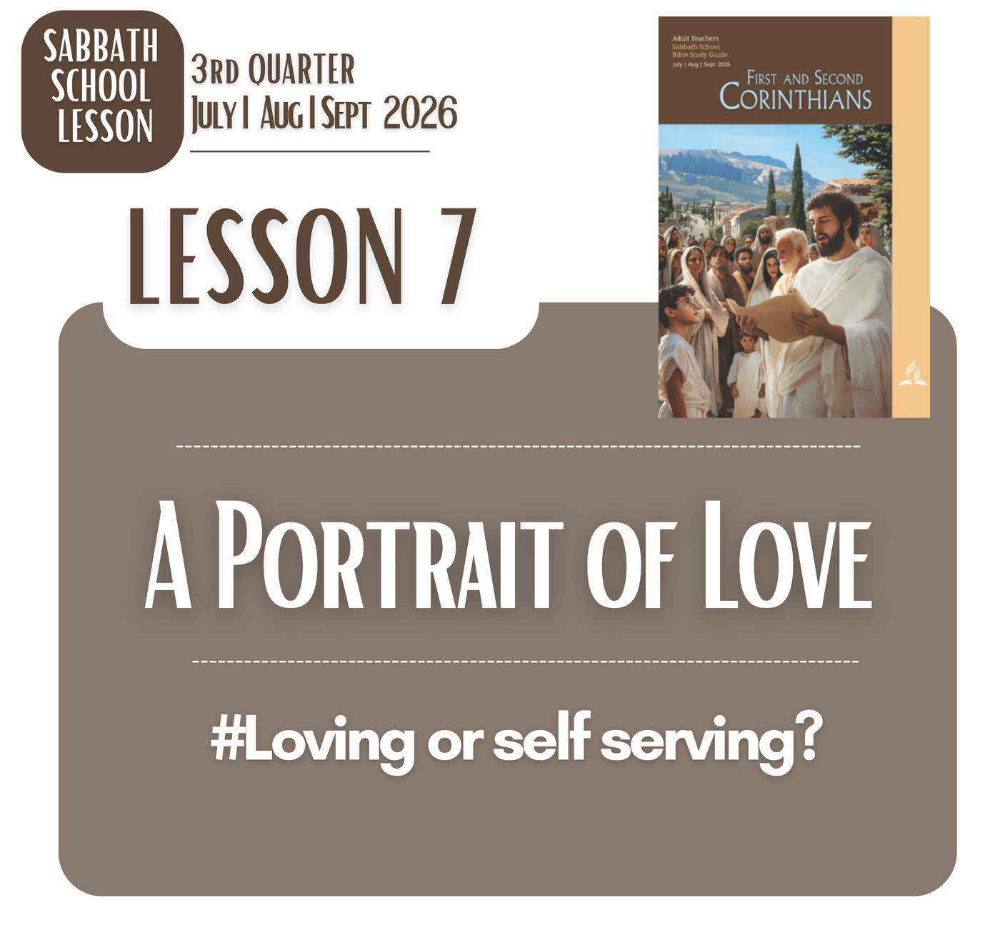 SABBATH
SCHOOL
LESSON
3RD QUARTER
JULY | AUG | SEPT 2026
Adult Teachers
Sabbath School
Bible Study Guide
July | Aug | Sept 2026
FIRST AND SECOND
CORINTHIANS
LESSON 7
A PORTRAIT OF LOVE
#Loving or self serving?